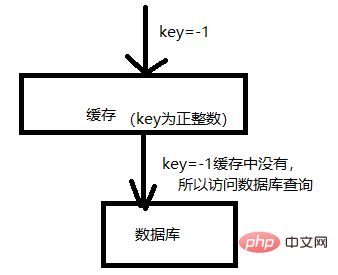 key=-1
缓存 (key为正整数)
key=-1缓存中没有，
所以访问数据库查询
数据库
php 中文网